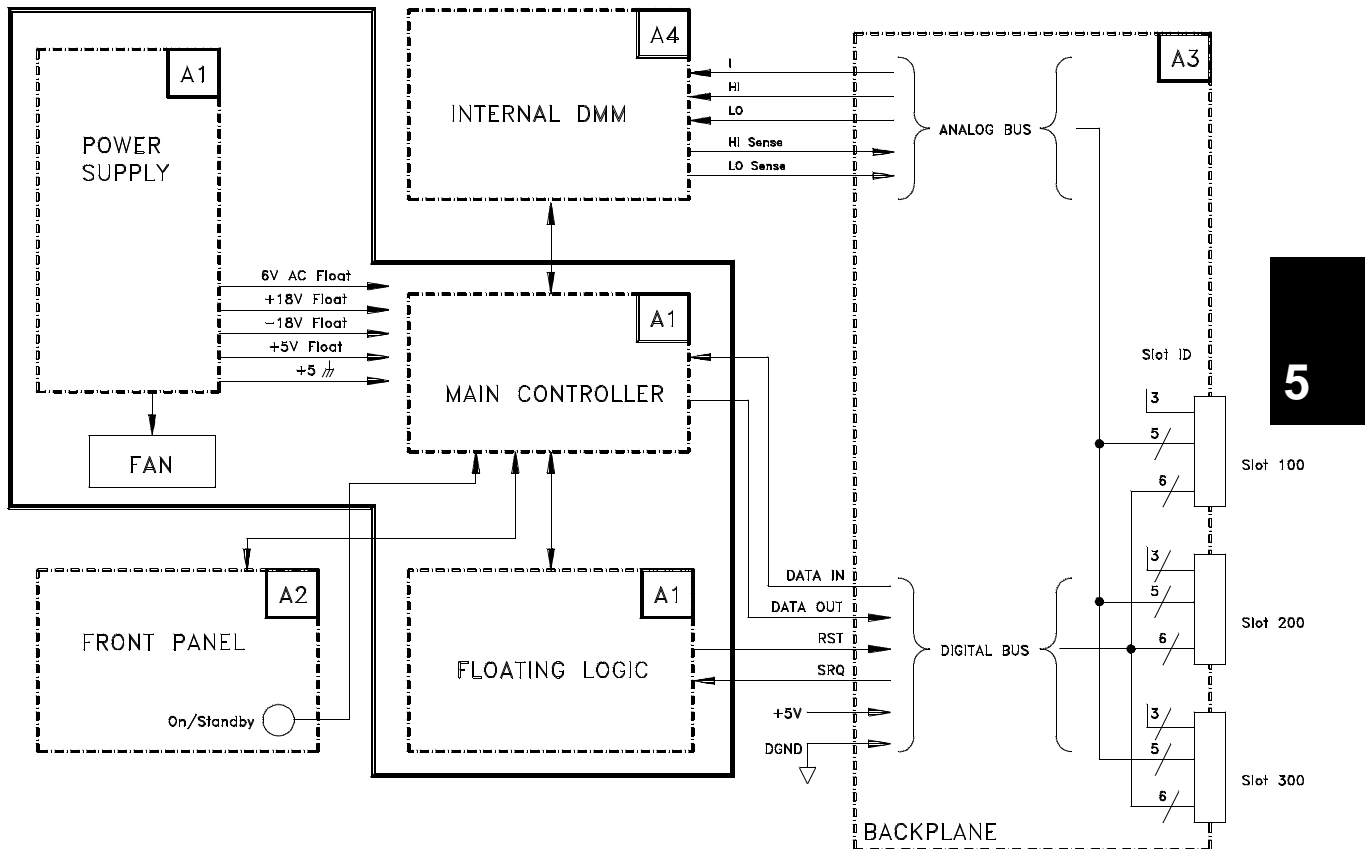 A1
POWER
SUPPLY
6V AC Float
+18V Float
-18V Float
+5V Float
+5
FAN
A4
INTERNAL DMM
I
HI
LO
HI Sense
LO Sense
A1
MAIN CONTROLLER
A2
FRONT PANEL
On/Standby
A1
FLOATING LOGIC
DATA IN
DATA OUT
RST
SRQ
+5V
DGND
A3
ANALOG BUS
DIGITAL BUS
BACKPLANE
Slot ID
3
5
6
Slot 100
3
5
6
Slot 200
3
5
6
Slot 300
5